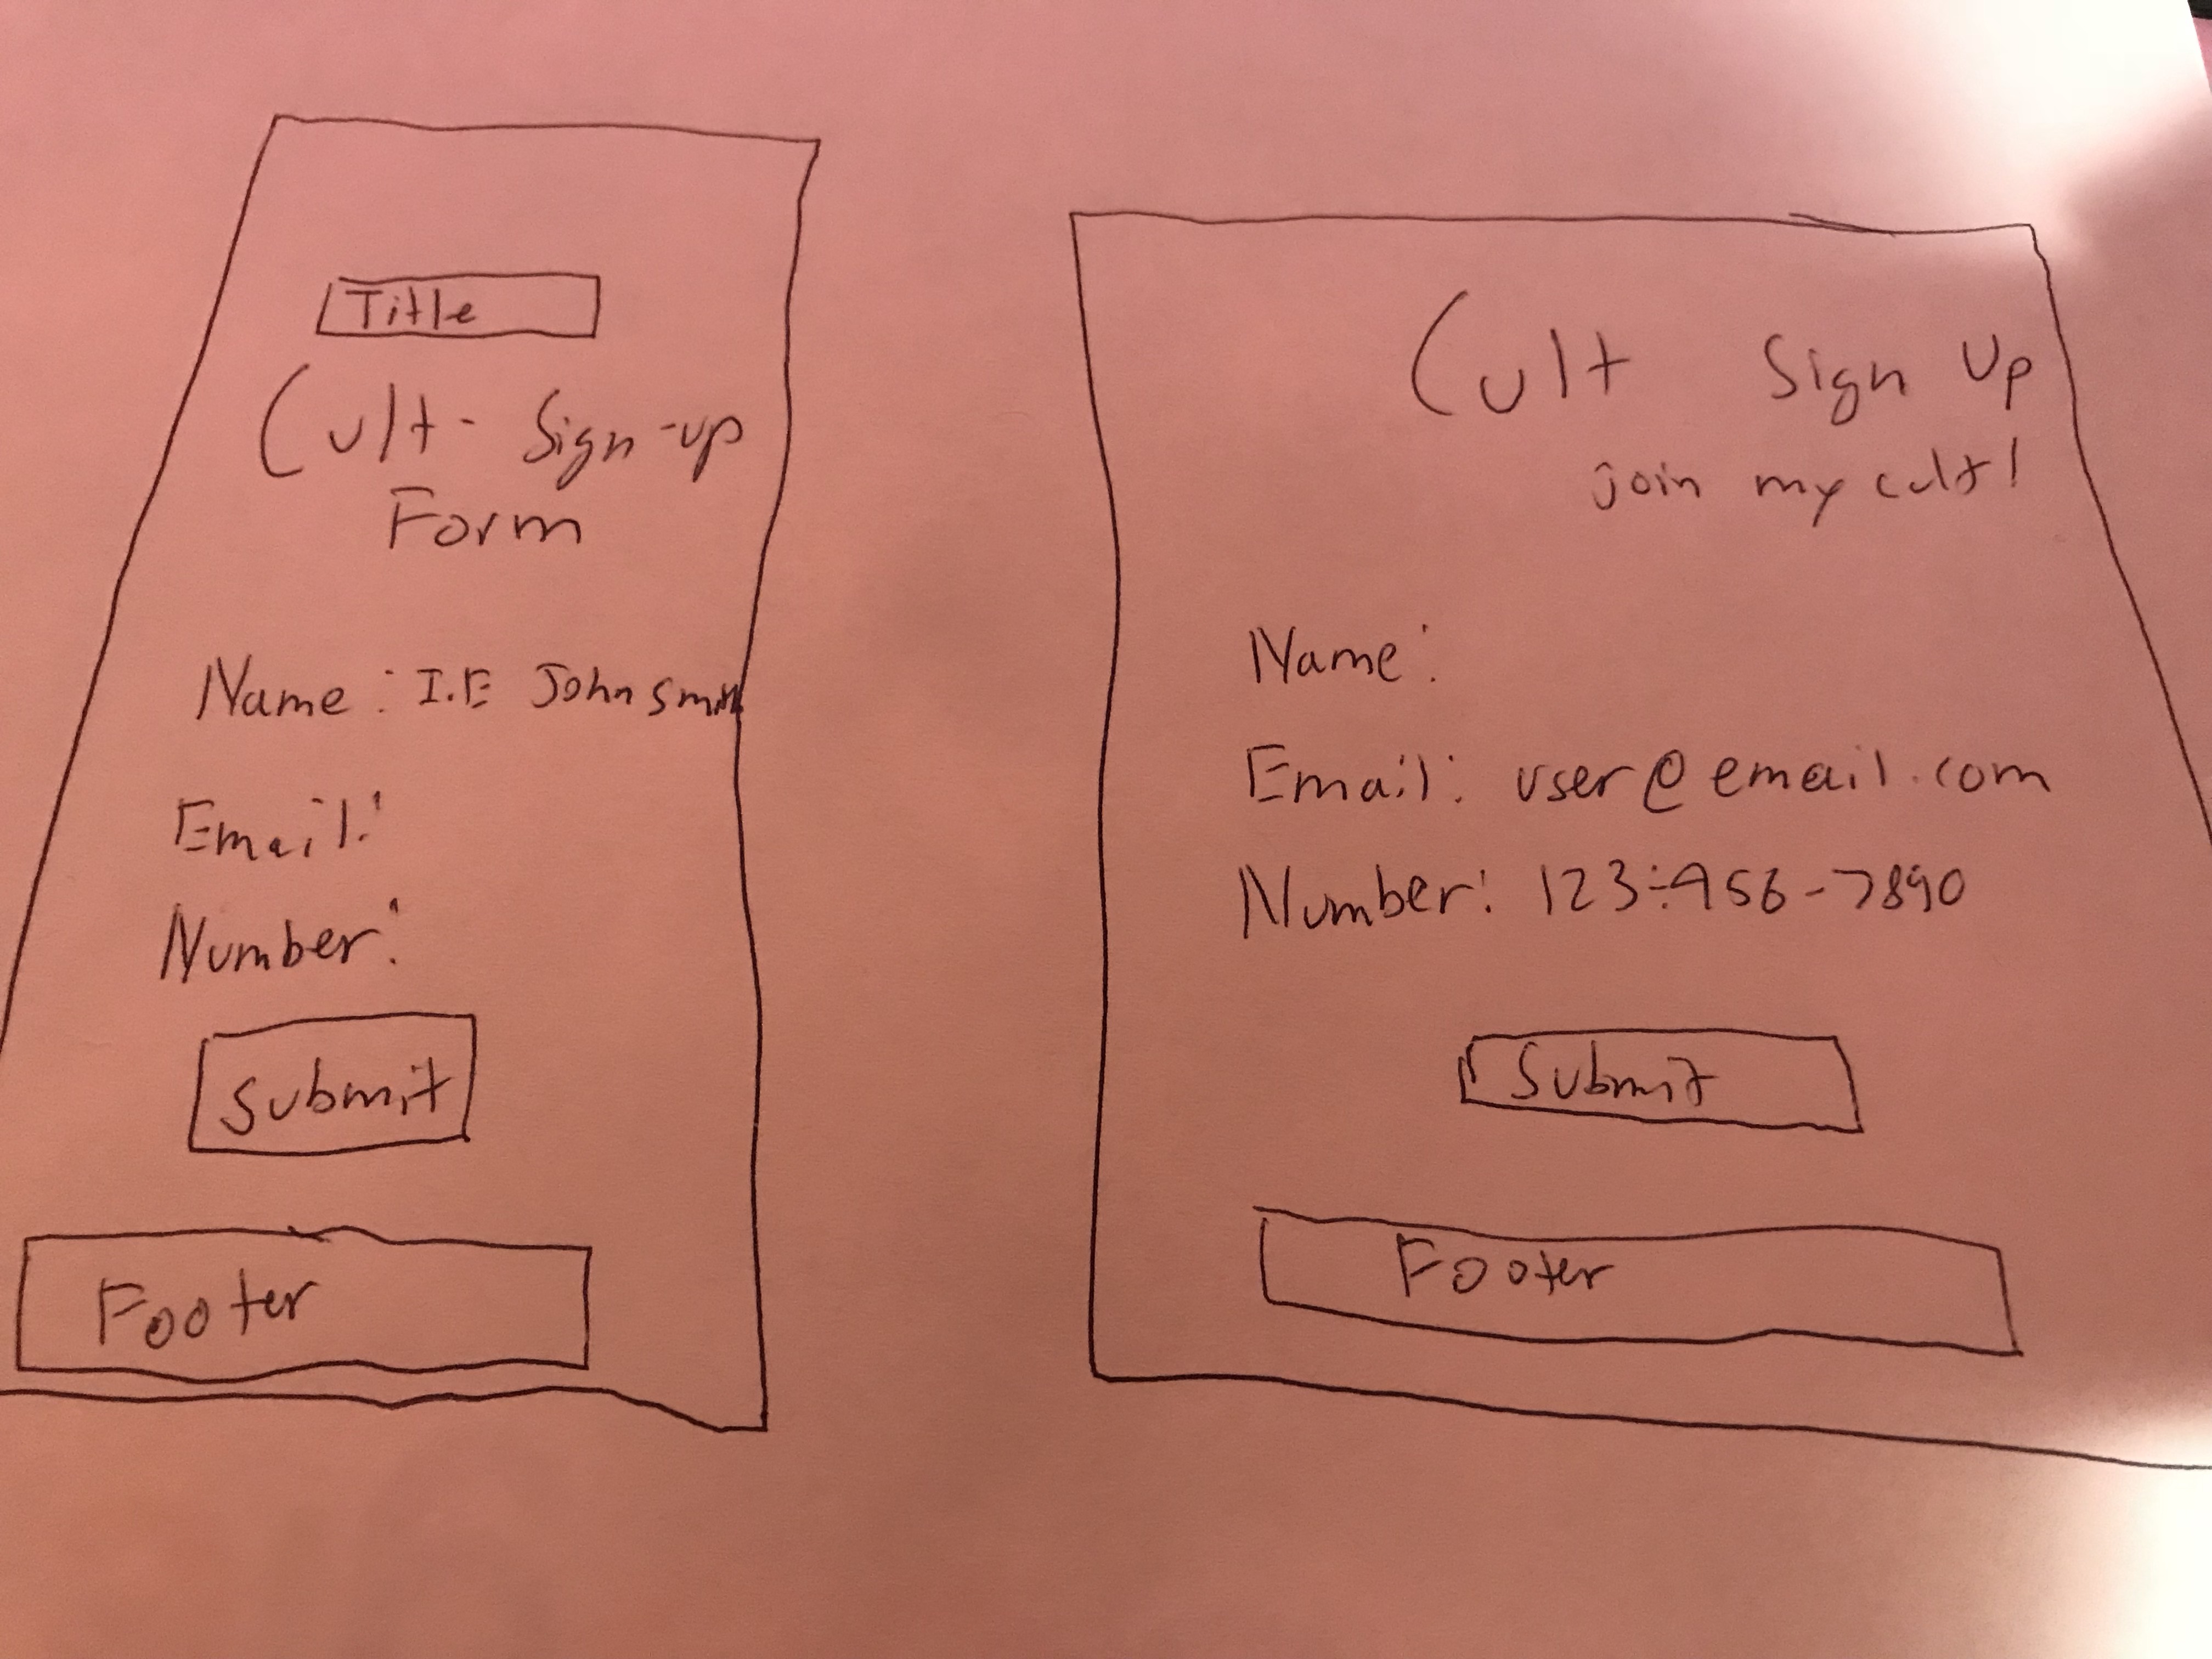 Title
Cult - Sign-up
Form
Name: I.E John Smith
Email:
Number:
Submit
Footer
Cult Sign Up
Join my cult!
Name:
Email: user@email.com
Number: 123-456-7890
Submit
Footer